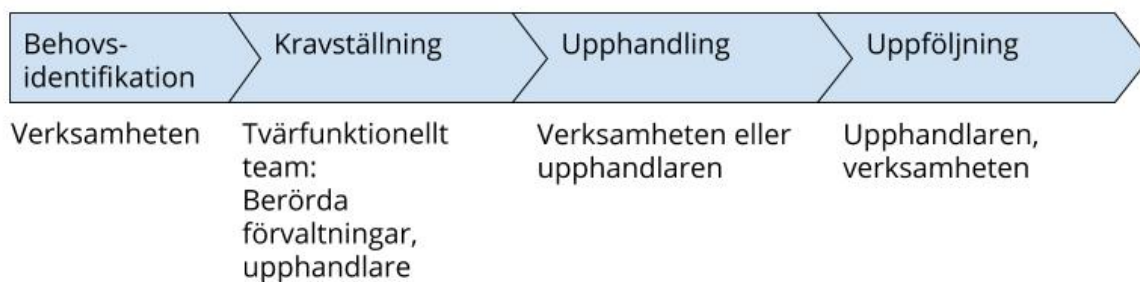 Behovs-
identifikation
Kravställning
Upphandling
Uppföljning
Verksamheten
Tvärfunktionellt
team:
Berörda
förvaltningar,
upphandlare
Verksamheten eller
upphandlaren
Upphandlaren,
verksamheten